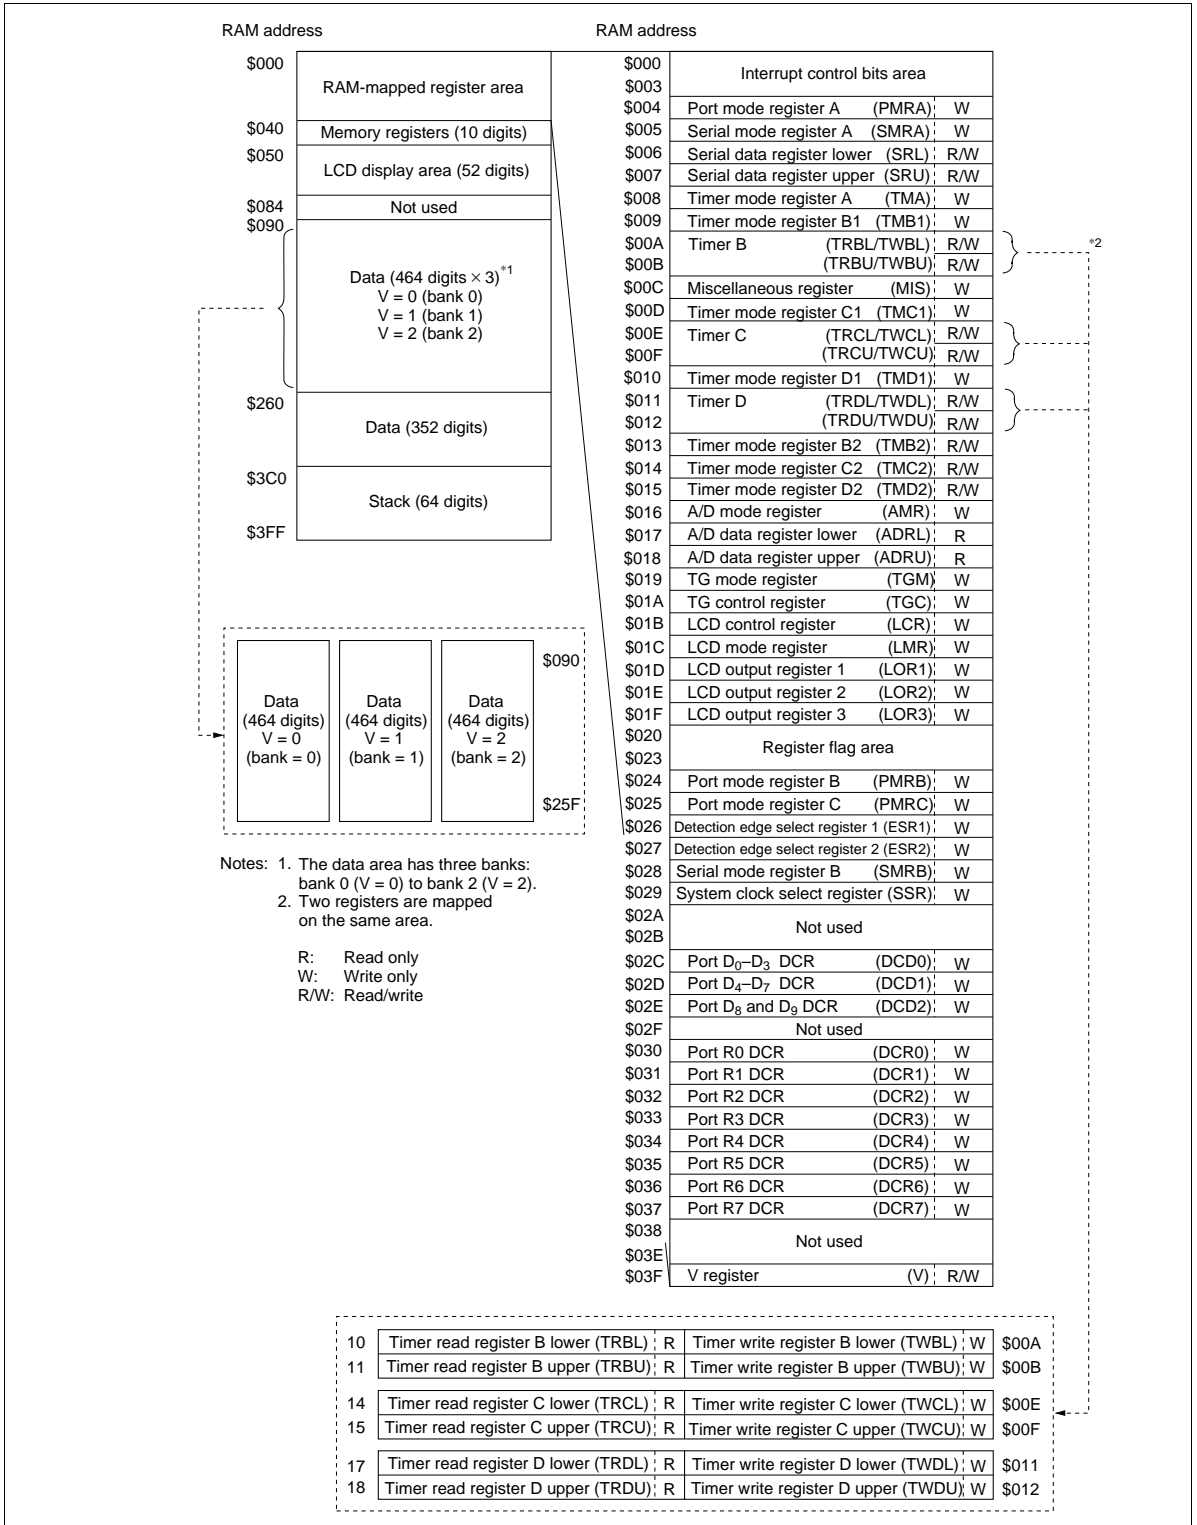 RAM address
$000
RAM-mapped register area
$040
Memory registers (10 digits)
$050
LCD display area (52 digits)
$084
Not used
$090
Data (464 digits × 3)*1
V = 0 (bank 0)
V = 1 (bank 1)
V = 2 (bank 2)
$260
Data (352 digits)
$3C0
Stack (64 digits)
$3FF
Data
(464 digits)
V = 0
(bank = 0)
Data
(464 digits)
V = 1
(bank = 1)
Data
(464 digits)
V = 2
(bank = 2)
$090
$25F
Notes: 1. The data area has three banks:
bank 0 (V = 0) to bank 2 (V = 2).
2. Two registers are mapped
on the same area.
R: Read only
W: Write only
R/W: Read/write
RAM address
$000
Interrupt control bits area
$003
$004 Port mode register A (PMRA) W
$005 Serial mode register A (SMRA) W
$006 Serial data register lower (SRL) R/W
$007 Serial data register upper (SRU) R/W
$008 Timer mode register A (TMA) W
$009 Timer mode register B1 (TMB1) W
$00A Timer B (TRBL/TWBL) R/W
*2
$00B (TRBU/TWBU) R/W
$00C Miscellaneous register (MIS) W
$00D Timer mode register C1 (TMC1) W
$00E Timer C (TRCL/TWCL) R/W
$00F (TRCU/TWCU) R/W
$010 Timer mode register D1 (TMD1) W
$011 Timer D (TRDL/TWDL) R/W
$012 (TRDU/TWDU) R/W
$013 Timer mode register B2 (TMB2) R/W
$014 Timer mode register C2 (TMC2) R/W
$015 Timer mode register D2 (TMD2) R/W
$016 A/D mode register (AMR) W
$017 A/D data register lower (ADRL) R
$018 A/D data register upper (ADRU) R
$019 TG mode register (TGM) W
$01A TG control register (TGC) W
$01B LCD control register (LCR) W
$01C LCD mode register (LMR) W
$01D LCD output register 1 (LOR1) W
$01E LCD output register 2 (LOR2) W
$01F LCD output register 3 (LOR3) W
$020
Register flag area
$023
$024 Port mode register B (PMRB) W
$025 Port mode register C (PMRC) W
$026 Detection edge select register 1 (ESR1) W
$027 Detection edge select register 2 (ESR2) W
$028 Serial mode register B (SMRB) W
$029 System clock select register (SSR) W
$02A
Not used
$02B
$02C Port D0–D3 DCR (DCD0) W
$02D Port D4–D7 DCR (DCD1) W
$02E Port D8 and D9 DCR (DCD2) W
$02F Not used
$030 Port R0 DCR (DCR0) W
$031 Port R1 DCR (DCR1) W
$032 Port R2 DCR (DCR2) W
$033 Port R3 DCR (DCR3) W
$034 Port R4 DCR (DCR4) W
$035 Port R5 DCR (DCR5) W
$036 Port R6 DCR (DCR6) W
$037 Port R7 DCR (DCR7) W
$038
Not used
$03E
$03F V register (V) R/W
10 Timer read register B lower (TRBL) R Timer write register B lower (TWBL) W $00A
11 Timer read register B upper (TRBU) R Timer write register B upper (TWBU) W $00B
14 Timer read register C lower (TRCL) R Timer write register C lower (TWCL) W $00E
15 Timer read register C upper (TRCU) R Timer write register C upper (TWCU) W $00F
17 Timer read register D lower (TRDL) R Timer write register D lower (TWDL) W $011
18 Timer read register D upper (TRDU) R Timer write register D upper (TWDU) W $012